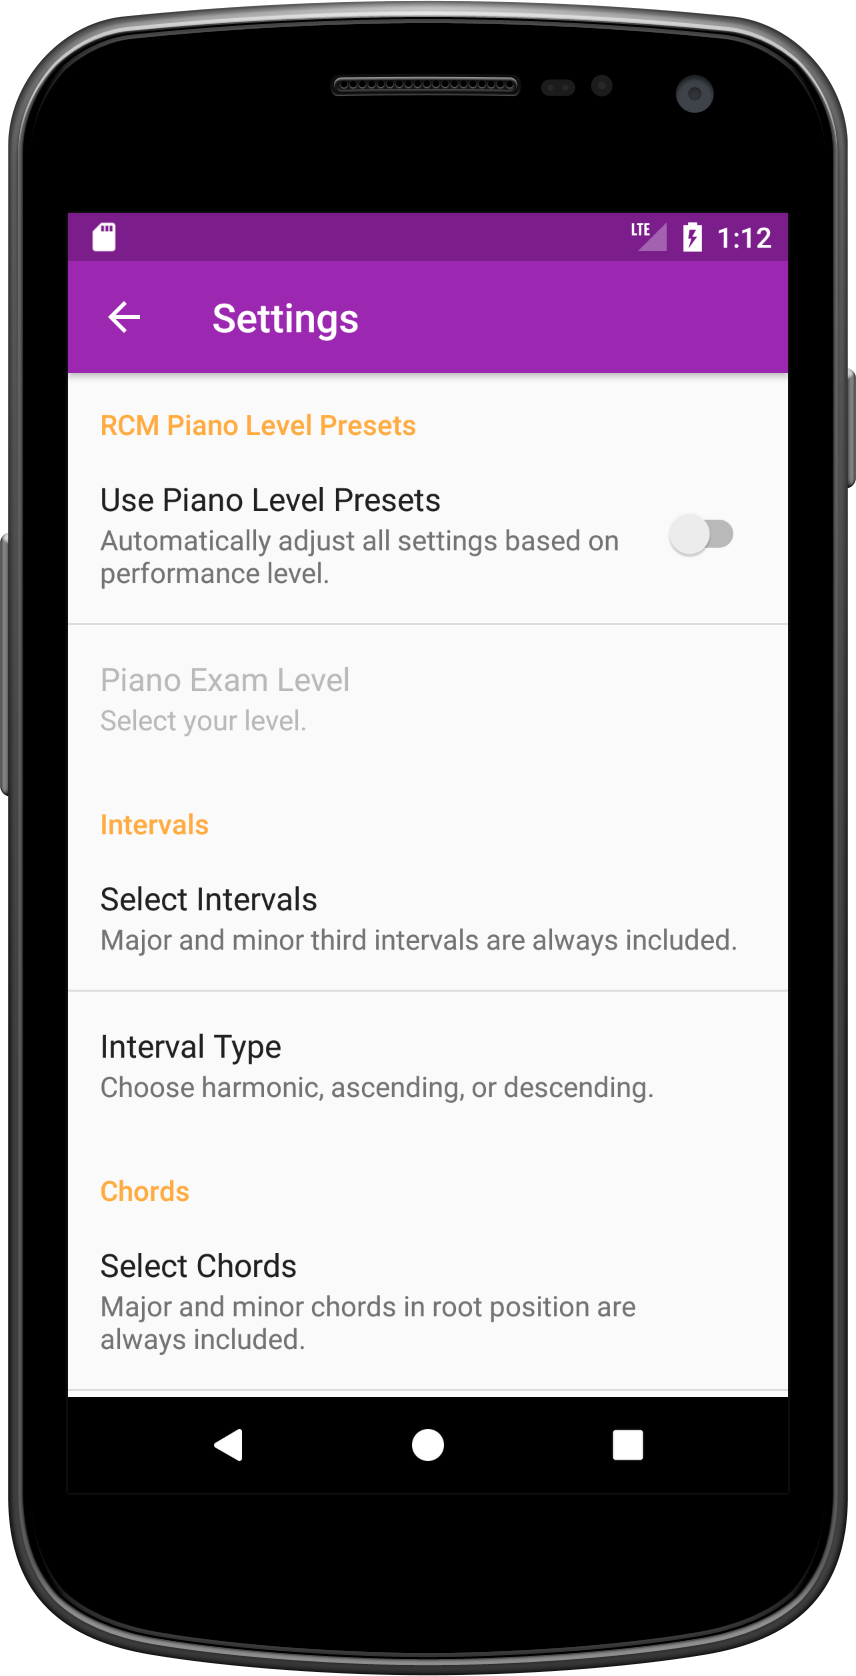 LTE 1:12
Settings
RCM Piano Level Presets
Use Piano Level Presets
Automatically adjust all settings based on
performance level.
Piano Exam Level
Select your level.
Intervals
Select Intervals
Major and minor third intervals are always included.
Interval Type
Choose harmonic, ascending, or descending.
Chords
Select Chords
Major and minor chords in root position are
always included.